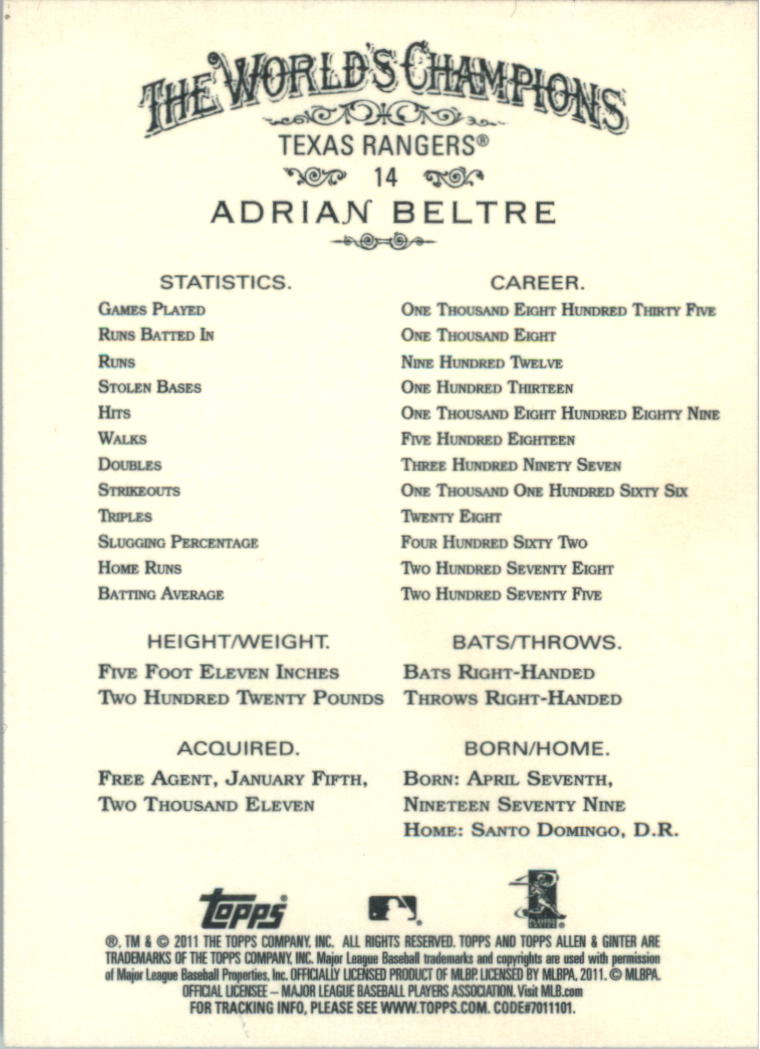 THE WORLD'S CHAMPIONS
TEXAS RANGERS®
14
ADRIAN BELTRE
STATISTICS. CAREER.
GAMES PLAYED ONE THOUSAND EIGHT HUNDRED THIRTY FIVE
RUNS BATTED IN ONE THOUSAND EIGHT
RUNS NINE HUNDRED TWELVE
STOLEN BASES ONE HUNDRED THIRTEEN
HITS ONE THOUSAND EIGHT HUNDRED EIGHTY NINE
WALKS FIVE HUNDRED EIGHTEEN
DOUBLES THREE HUNDRED NINETY SEVEN
STRIKEOUTS ONE THOUSAND ONE HUNDRED SIXTY SIX
TRIPLES TWENTY EIGHT
SLUGGING PERCENTAGE FOUR HUNDRED SIXTY TWO
HOME RUNS TWO HUNDRED SEVENTY EIGHT
BATTING AVERAGE TWO HUNDRED SEVENTY FIVE
HEIGHT/WEIGHT.
FIVE FOOT ELEVEN INCHES
TWO HUNDRED TWENTY POUNDS
BATS/THROWS.
BATS RIGHT-HANDED
THROWS RIGHT-HANDED
ACQUIRED.
FREE AGENT, JANUARY FIFTH,
TWO THOUSAND ELEVEN
BORN/HOME.
BORN: APRIL SEVENTH,
NINETEEN SEVENTY NINE
HOME: SANTO DOMINGO, D.R.
Topps®
®, TM & © 2011 THE TOPPS COMPANY, INC. ALL RIGHTS RESERVED. TOPPS AND TOPPS ALLEN & GINTER ARE
TRADEMARKS OF THE TOPPS COMPANY, INC. Major League Baseball trademarks and copyrights are used with permission
of Major League Baseball Properties, Inc. OFFICIALLY LICENSED PRODUCT OF MLBP. LICENSED BY MLBPA, 2011. © MLBPA.
OFFICIAL LICENSEE – MAJOR LEAGUE BASEBALL PLAYERS ASSOCIATION. Visit MLB.com
FOR TRACKING INFO, PLEASE SEE WWW.TOPPS.COM. CODE#7011101.